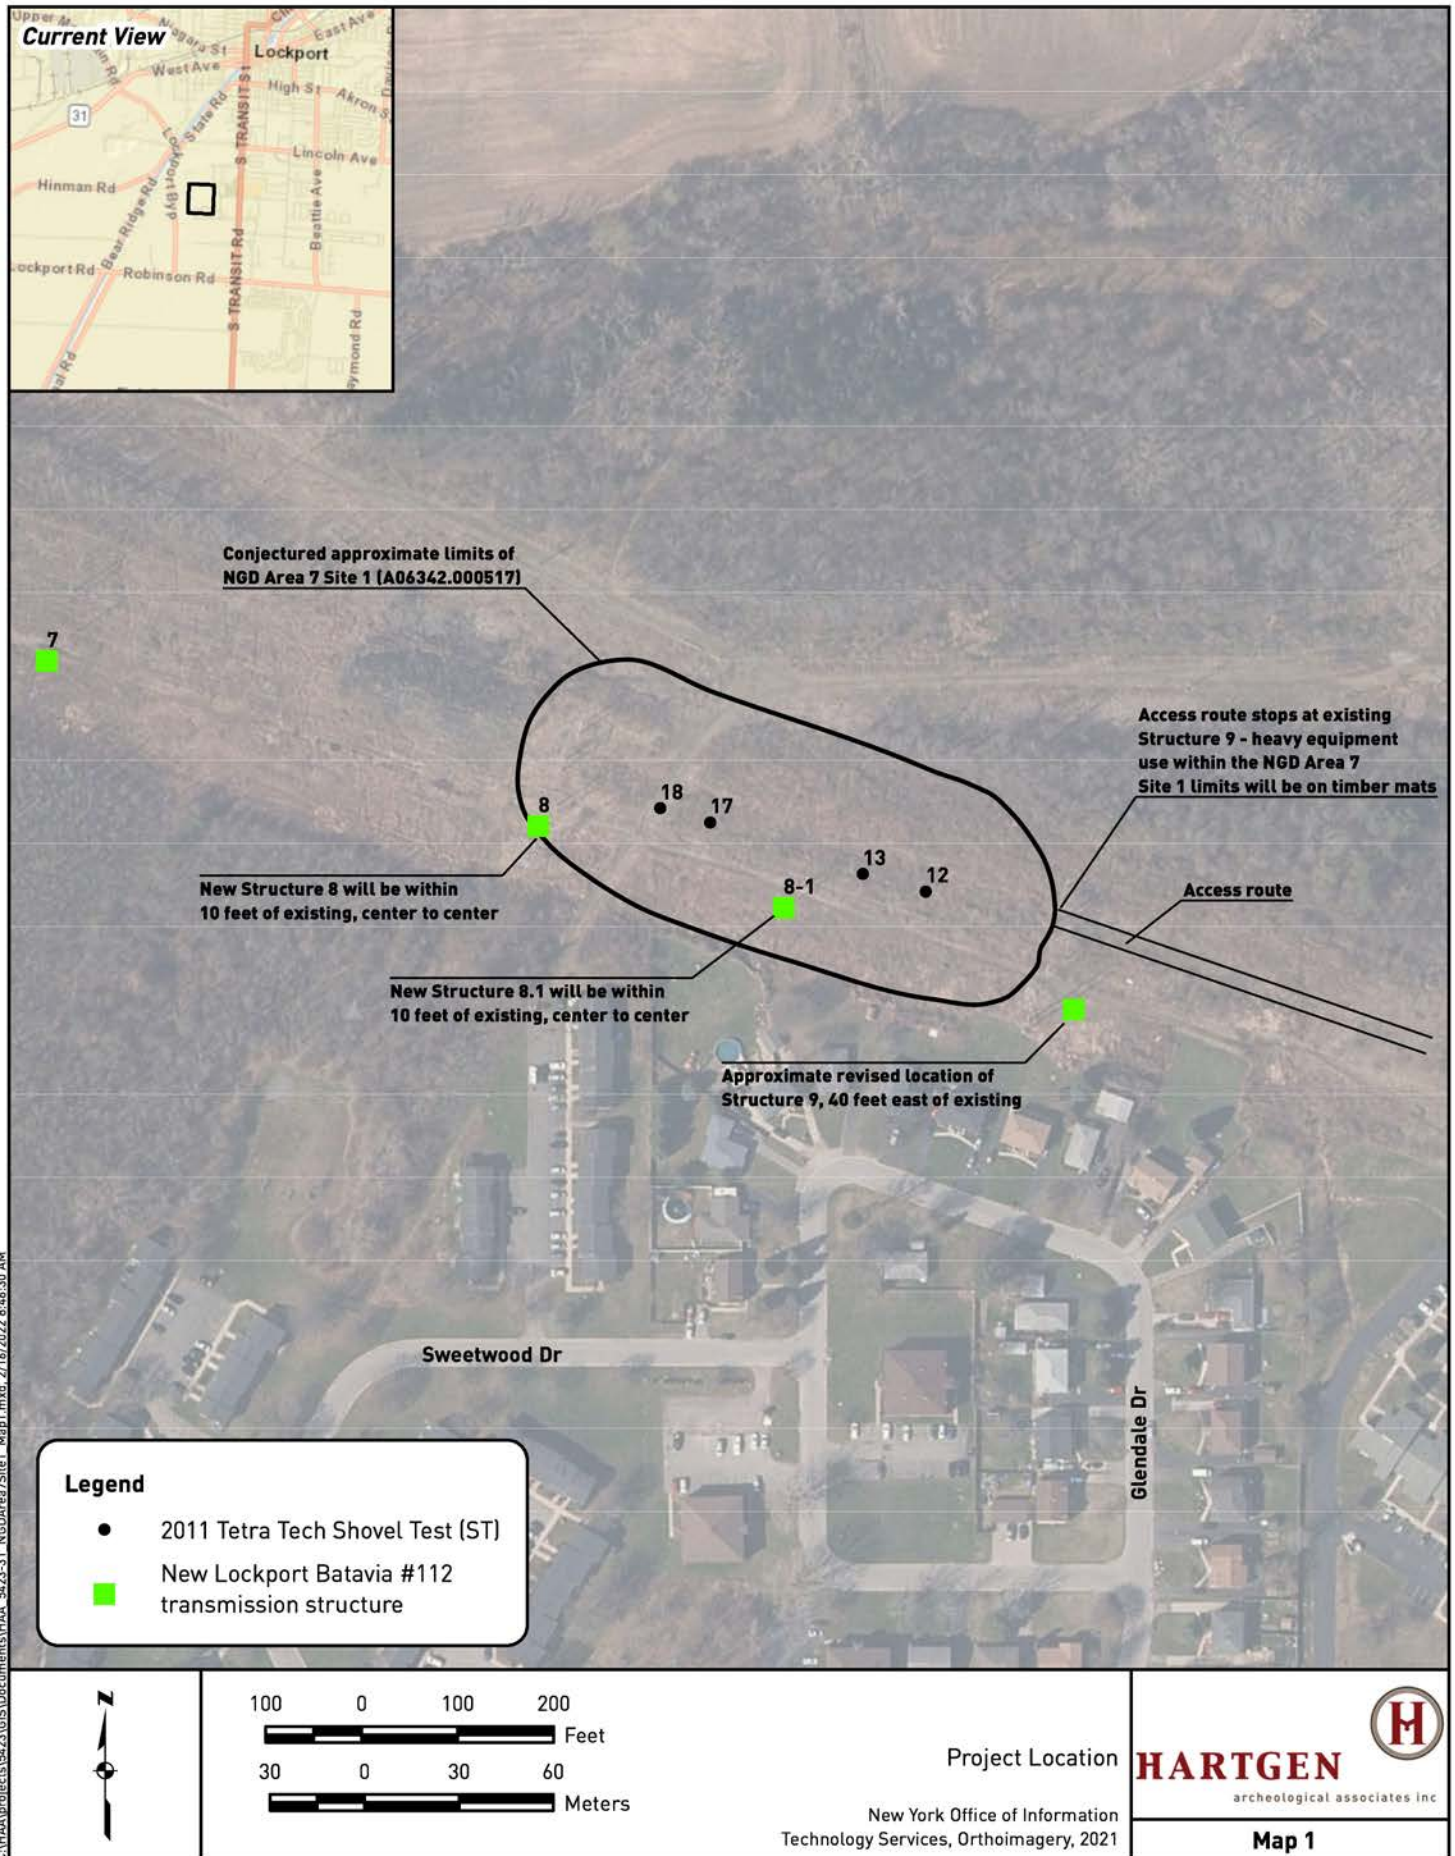 Current View
Lockport
East Ave
West Ave
High St
Akron
31
State Rd
S TRANSIT St
Lincoln Ave
Hinman Rd
Lockport Byp
Bear Ridge Rd
Beattie Ave
Robinson Rd
S TRANSIT Rd
Conjectured approximate limits of
NGD Area 7 Site 1 (A06342.000517)
7
Access route stops at existing
Structure 9 - heavy equipment
use within the NGD Area 7
Site 1 limits will be on timber mats
18
17
8
13
12
8-1
New Structure 8 will be within
10 feet of existing, center to center
Access route
New Structure 8.1 will be within
10 feet of existing, center to center
Approximate revised location of
Structure 9, 40 feet east of existing
Sweetwood Dr
Glendale Dr
Legend
2011 Tetra Tech Shovel Test (ST)
New Lockport Batavia #112
transmission structure
N
100 0 100 200
Feet
30 0 30 60
Meters
Project Location
New York Office of Information
Technology Services, Orthoimagery, 2021
H
HARTGEN
archeological associates inc
Map 1